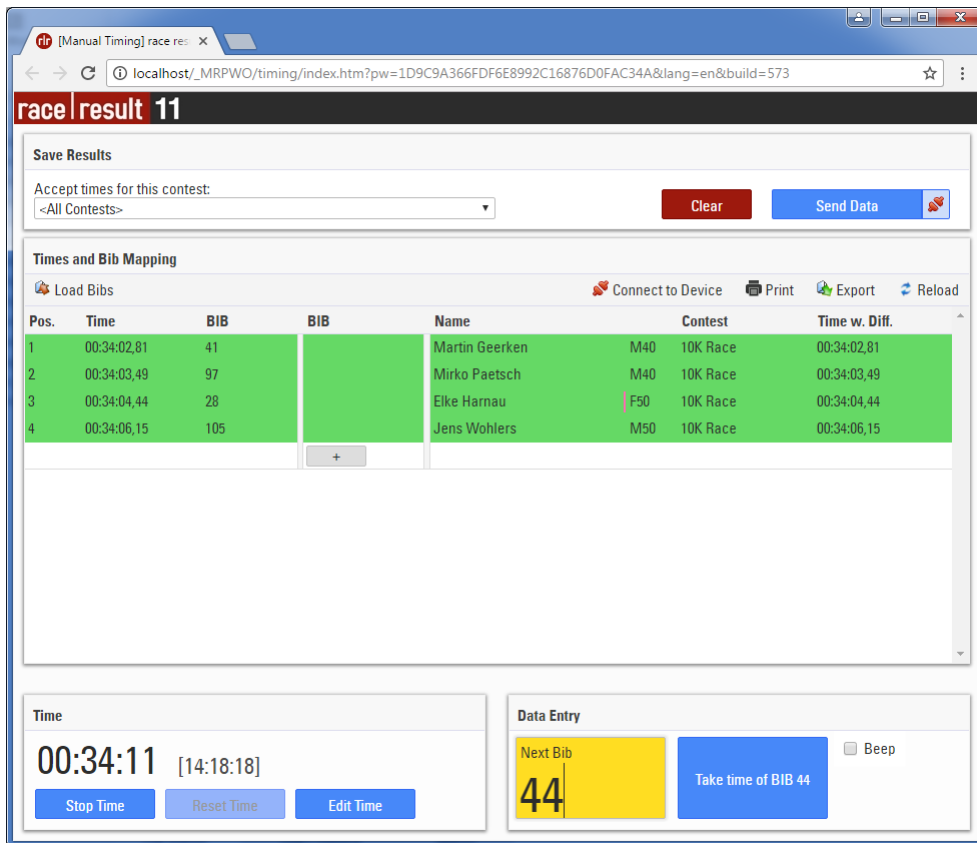 [Manual Timing] race res
localhost/_MRPWO/timing/index.htm?pw=1D9C9A366FDF6E8992C16876D0FAC34A&lang=en&build=573
race result 11
Save Results
Accept times for this contest:
<All Contests>
Clear
Send Data
Times and Bib Mapping
Load Bibs Connect to Device Print Export Reload
Pos. Time BIB BIB Name Contest Time w. Diff.
1 00:34:02,81 41 Martin Geerken M40 10K Race 00:34:02,81
2 00:34:03,49 97 Mirko Paetsch M40 10K Race 00:34:03,49
3 00:34:04,44 28 Elke Harnau F50 10K Race 00:34:04,44
4 00:34:06,15 105 Jens Wohlers M50 10K Race 00:34:06,15
+
Time
00:34:11 [14:18:18]
Stop Time Reset Time Edit Time
Data Entry
Next Bib
44
Take time of BIB 44
Beep